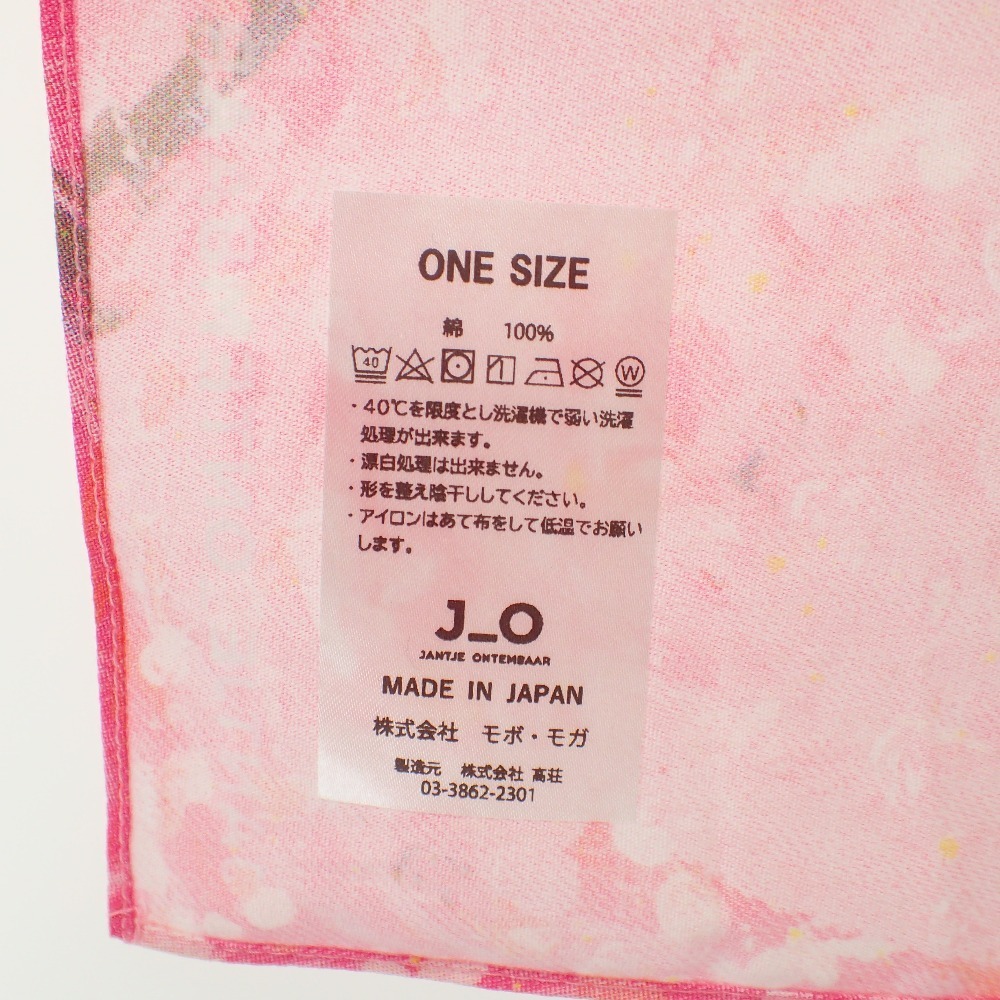 ONE SIZE
綿 100%
40
W
・40℃を限度とし洗濯機で弱い洗濯
処理が出来ます。
・漂白処理は出来ません。
・形を整え陰干ししてください。
・アイロンはあて布をして低温でお願い
します。
J_O
JANTJE ONTEMBAAR
MADE IN JAPAN
株式会社 モボ・モガ
製造元 株式会社 高荘
03-3862-2301